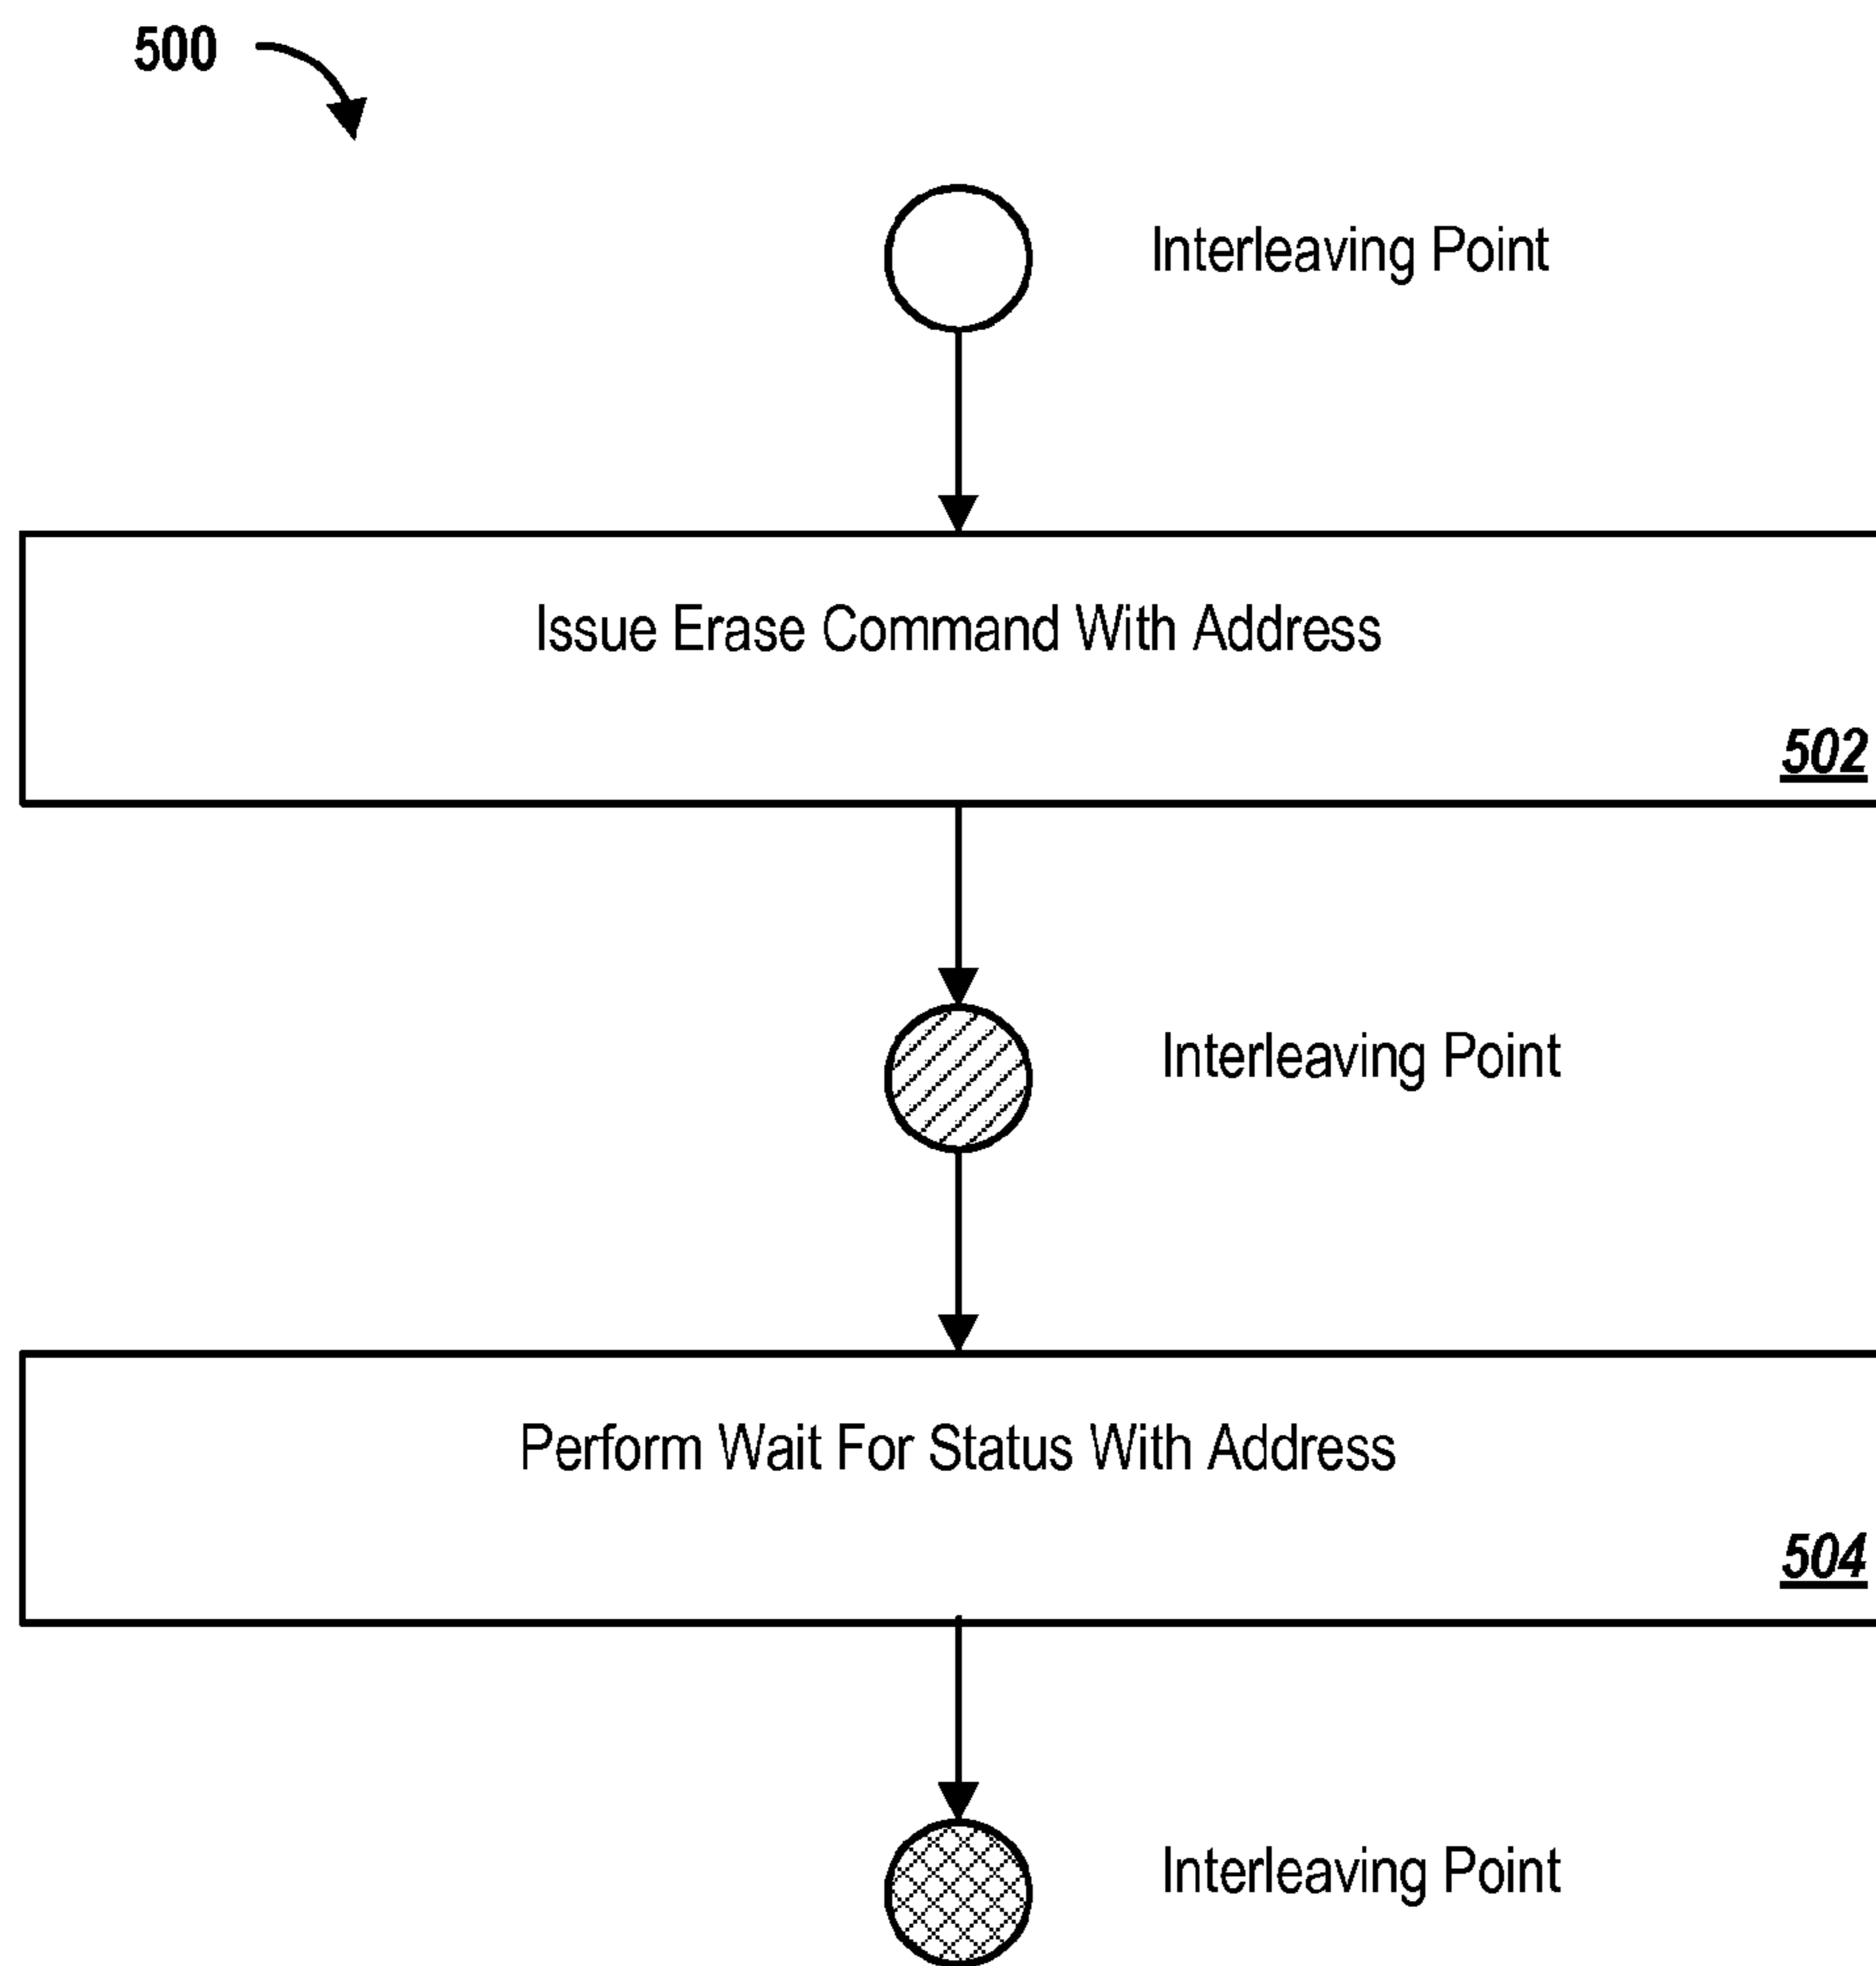 500
Interleaving Point
Issue Erase Command With Address
502
Interleaving Point
Perform Wait For Status With Address
504
Interleaving Point